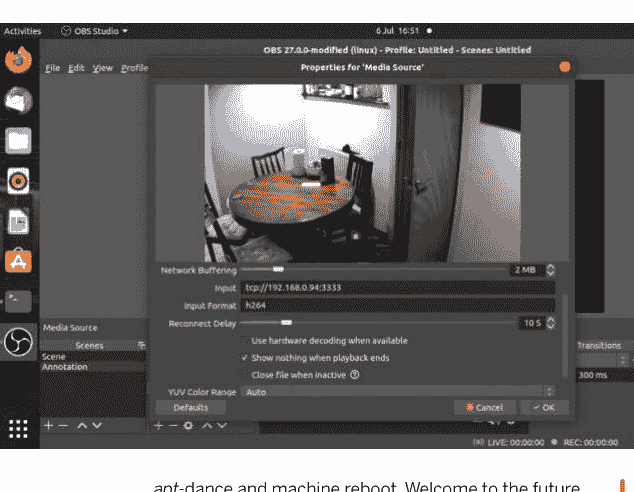 Activities OBS Studio 6 Jul 16:51
OBS 27.0.0-modified (linux) - Profile: Untitled - Scenes: Untitled
File Edit View Profile
Properties for 'Media Source'
Network Buffering 2 MB
Input tcp://192.168.0.94:3333
Input Format h264
Reconnect Delay 10 S
Use hardware decoding when available
Show nothing when playback ends
Close file when inactive
YUV Color Range Auto
Defaults Cancel OK
Media Source
Scenes
Scene
Annotation
Transitions
300 ms
LIVE: 00:00:00 REC: 00:00:00
apt-dance and machine reboot. Welcome to the future